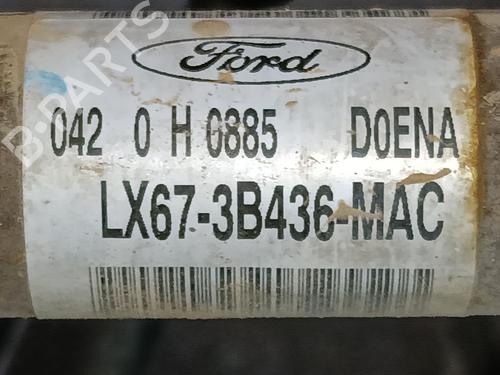 Ford
042 0 H 0885 D0ENA
LX67-3B436-MAC
B-PARTS